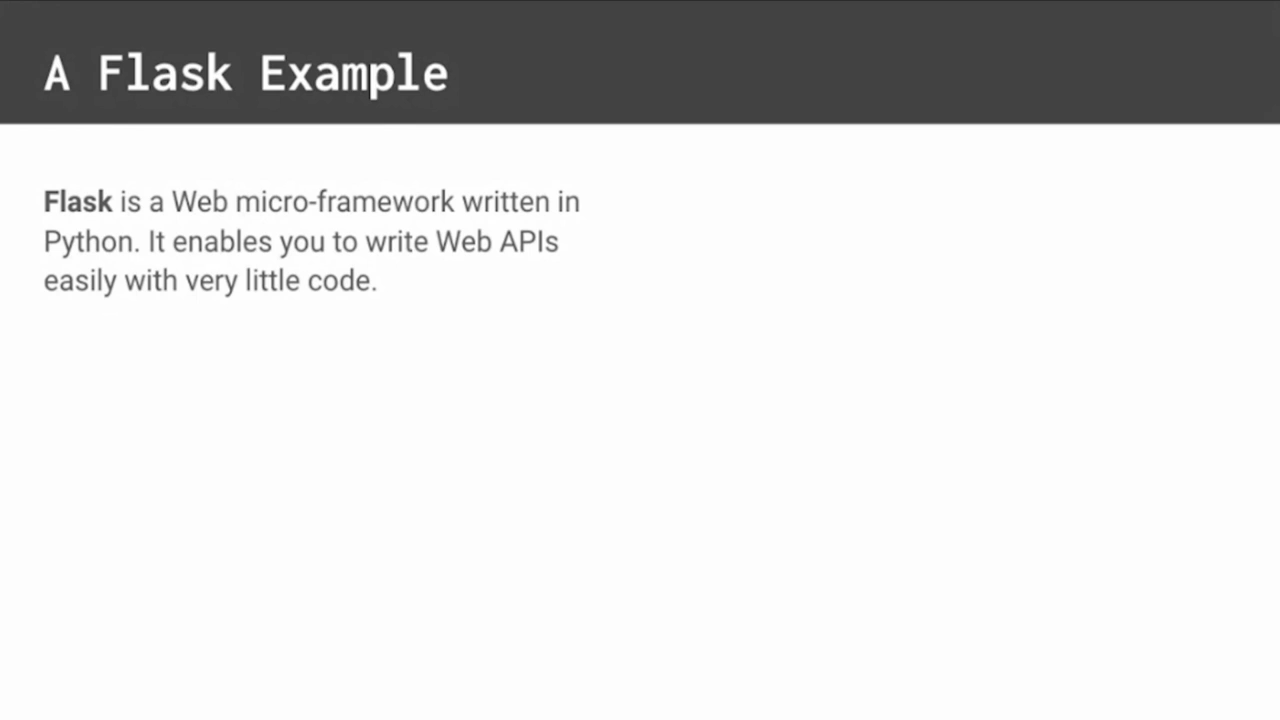 A Flask Example
Flask is a Web micro-framework written in
Python. It enables you to write Web APIs
easily with very little code.